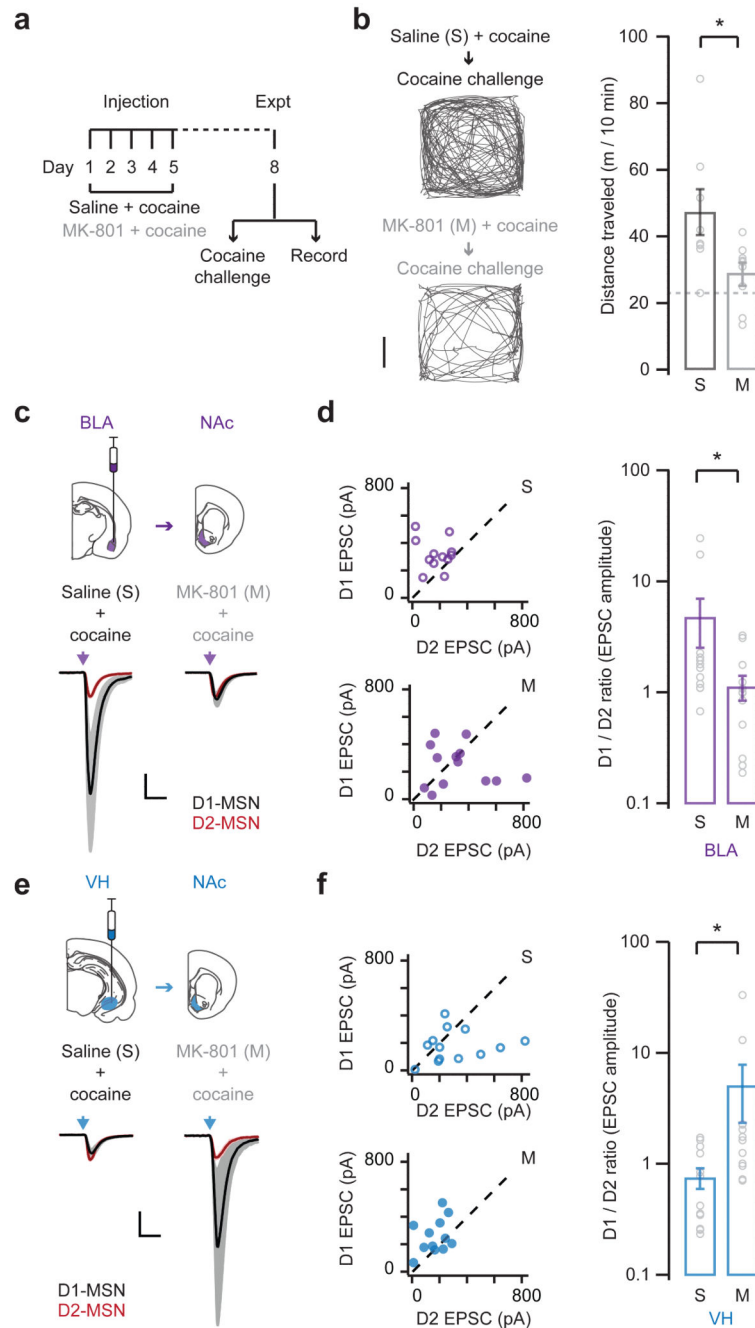 a
Injection
Expt
Day 1 2 3 4 5 8
Saline + cocaine
MK-801 + cocaine
Cocaine
challenge
Record
b
Saline (S) + cocaine
Cocaine challenge
MK-801 (M) + cocaine
Cocaine challenge
Distance traveled (m / 10 min)
100
80
60
40
20
0
*
S M
c
BLA
NAc
Saline (S)
+
cocaine
MK-801 (M)
+
cocaine
D1-MSN
D2-MSN
d
S
D1 EPSC (pA)
800
0
0 800
D2 EPSC (pA)
M
D1 EPSC (pA)
800
0
0 800
D2 EPSC (pA)
D1 / D2 ratio (EPSC amplitude)
100
10
1
0.1
*
S M
BLA
e
VH
NAc
Saline (S)
+
cocaine
MK-801 (M)
+
cocaine
D1-MSN
D2-MSN
f
S
D1 EPSC (pA)
800
0
0 800
D2 EPSC (pA)
M
D1 EPSC (pA)
800
0
0 800
D2 EPSC (pA)
D1 / D2 ratio (EPSC amplitude)
100
10
1
0.1
*
S M
VH